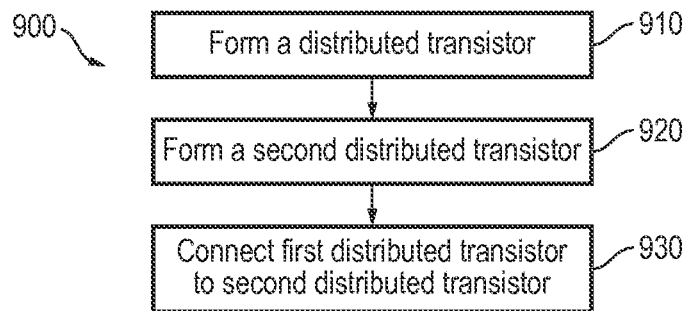 900
Form a distributed transistor
910
Form a second distributed transistor
920
Connect first distributed transistor
to second distributed transistor
930